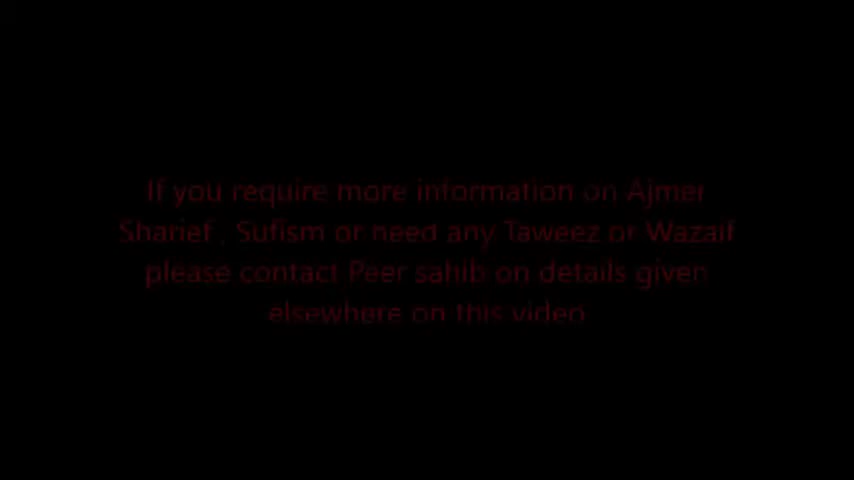 If you require more information on Ajmer
Sharief , Sufism or need any Taweez or Wazaif
please contact Peer sahib on details given
elsewhere on this video